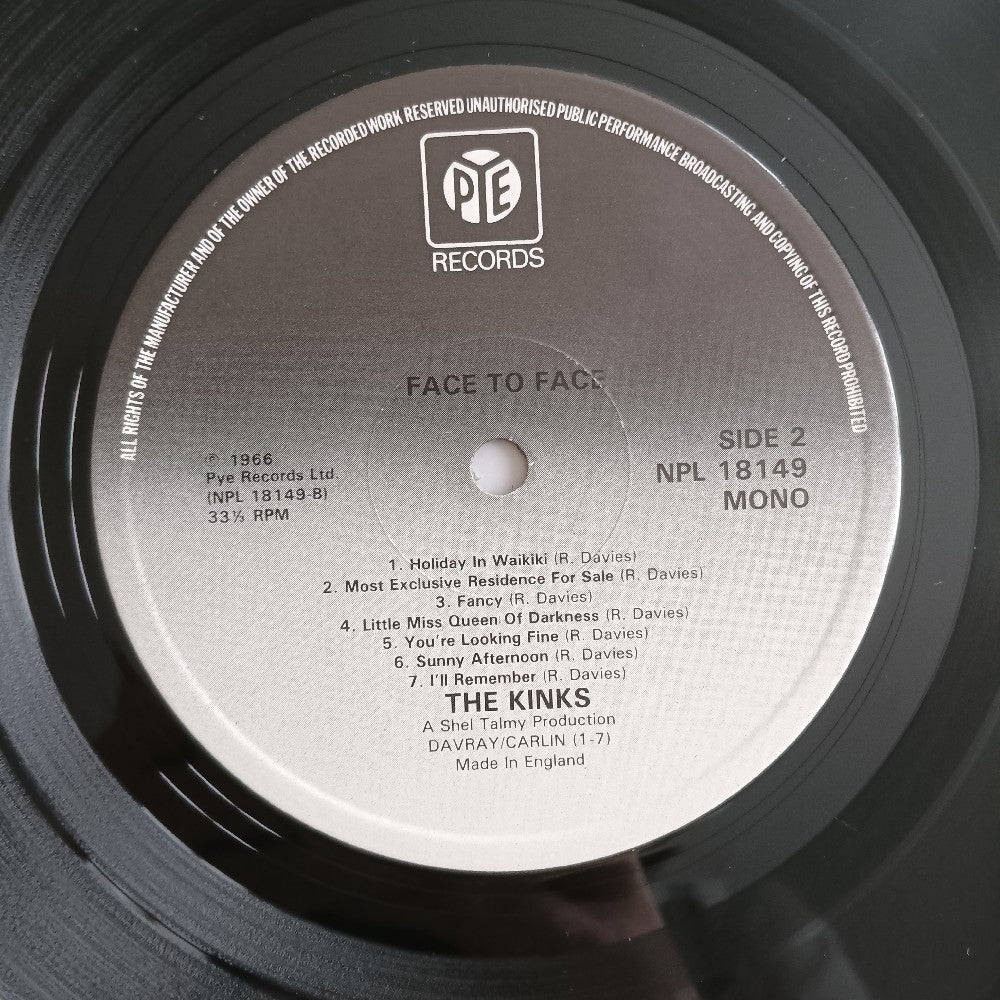 ALL RIGHTS OF THE MANUFACTURER AND OF THE OWNER OF THE RECORDED WORK RESERVED UNAUTHORISED PUBLIC PERFORMANCE BROADCASTING AND COPYING OF THIS RECORD PROHIBITED
PYE
RECORDS
FACE TO FACE
SIDE 2
NPL 18149
MONO
℗ 1966
Pye Records Ltd.
(NPL 18149-B)
33⅓ RPM
1. Holiday In Waikiki (R. Davies)
2. Most Exclusive Residence For Sale (R. Davies)
3. Fancy (R. Davies)
4. Little Miss Queen Of Darkness (R. Davies)
5. You're Looking Fine (R. Davies)
6. Sunny Afternoon (R. Davies)
7. I'll Remember (R. Davies)
THE KINKS
A Shel Talmy Production
DAVRAY/CARLIN (1-7)
Made In England